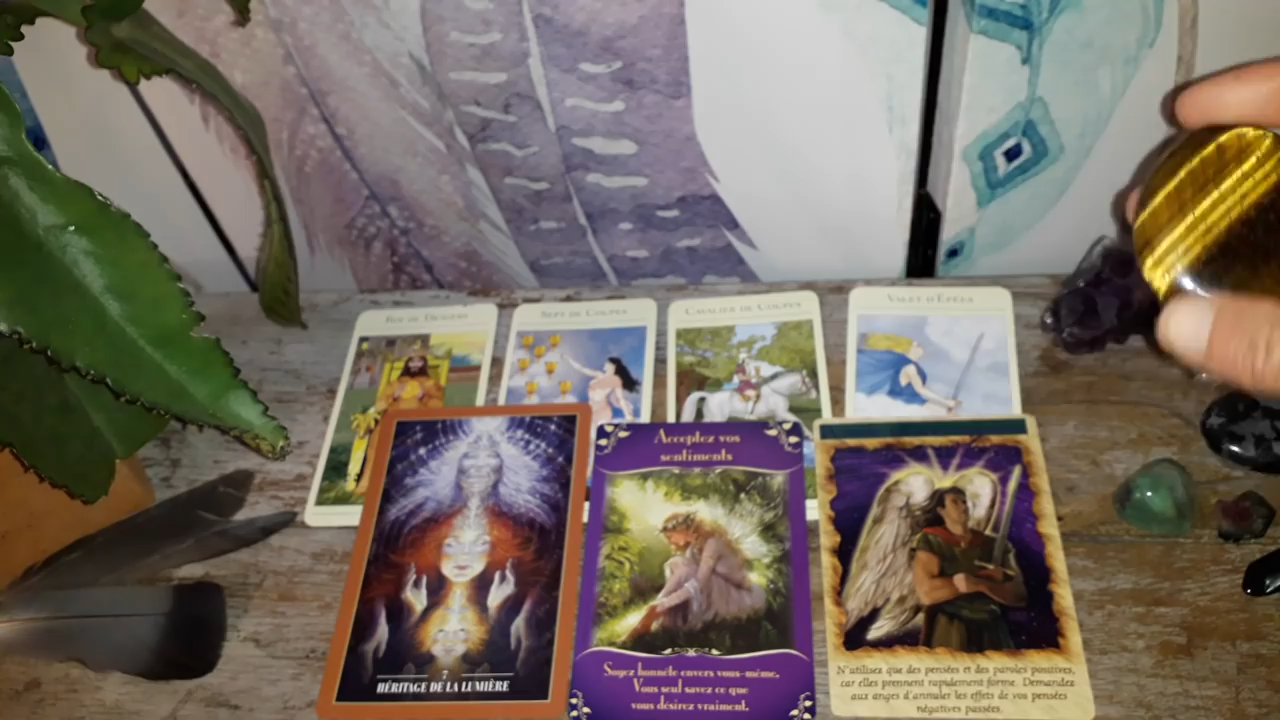 ROI DE DENIERS
SEPT DE COUPES
CAVALIER DE COUPES
VALET D'ÉPÉES
7
HÉRITAGE DE LA LUMIÈRE
Acceptez vos
sentiments
Soyez honnête envers vous-même.
Vous seul savez ce que
vous désirez vraiment.
N'utilisez que des pensées et des paroles positives,
car elles prennent rapidement forme. Demandez
aux anges d'annuler les effets de vos pensées
négatives passées.